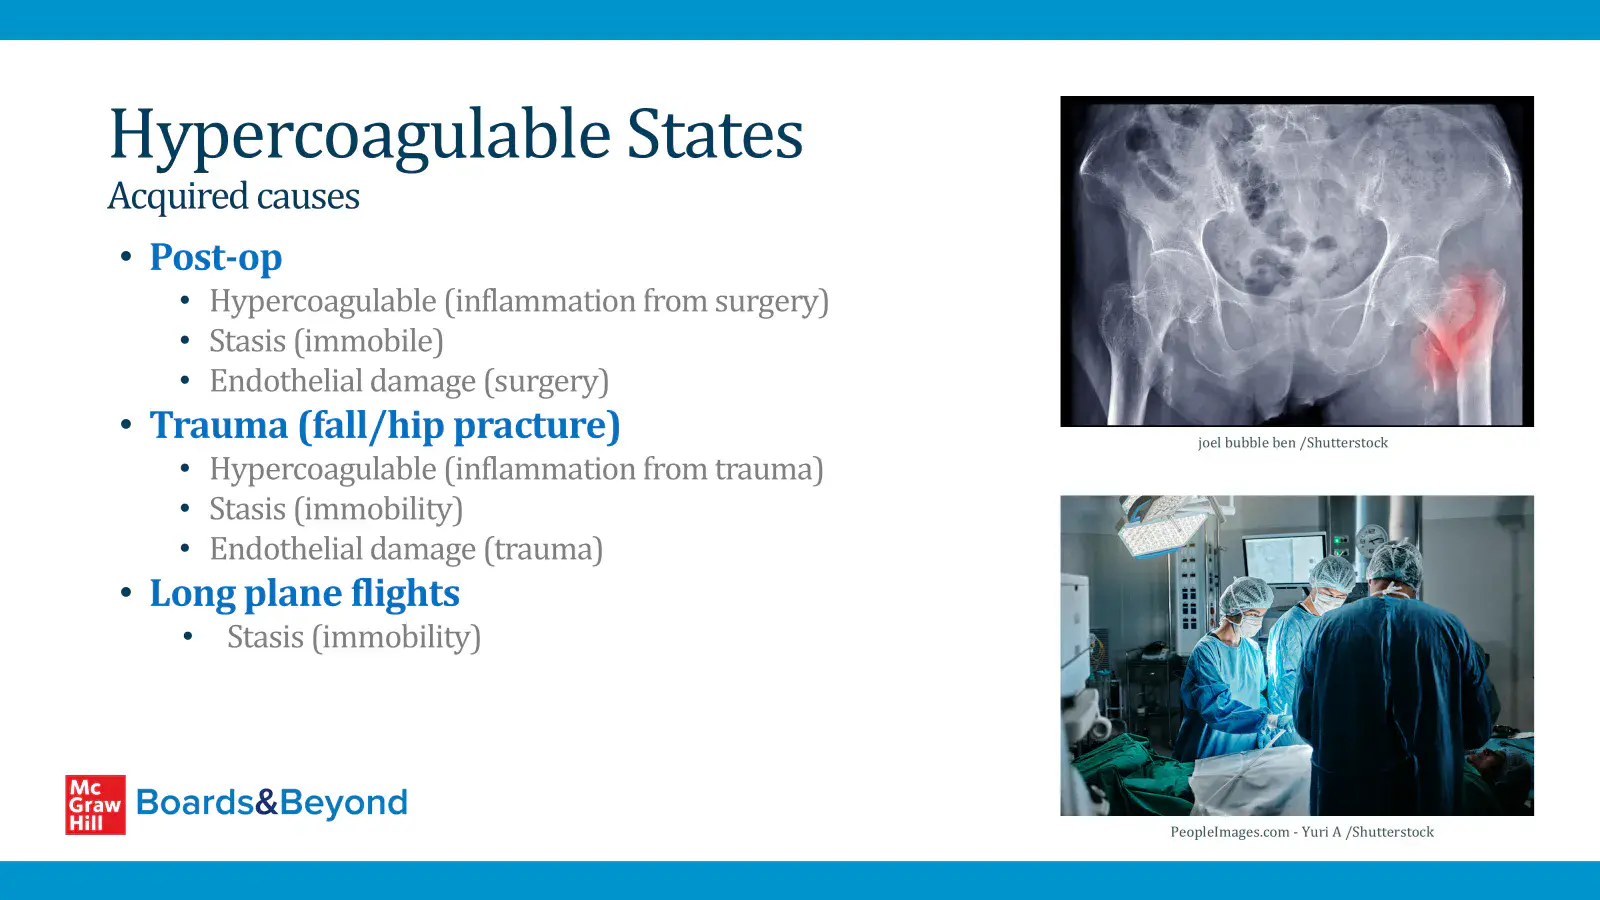 Hypercoagulable States
Acquired causes
• Post-op
• Hypercoagulable (inflammation from surgery)
• Stasis (immobile)
• Endothelial damage (surgery)
• Trauma (fall/hip practure)
• Hypercoagulable (inflammation from trauma)
• Stasis (immobility)
• Endothelial damage (trauma)
• Long plane flights
• Stasis (immobility)
joel bubble ben /Shutterstock
PeopleImages.com - Yuri A /Shutterstock
Mc
Graw
Hill
Boards&Beyond